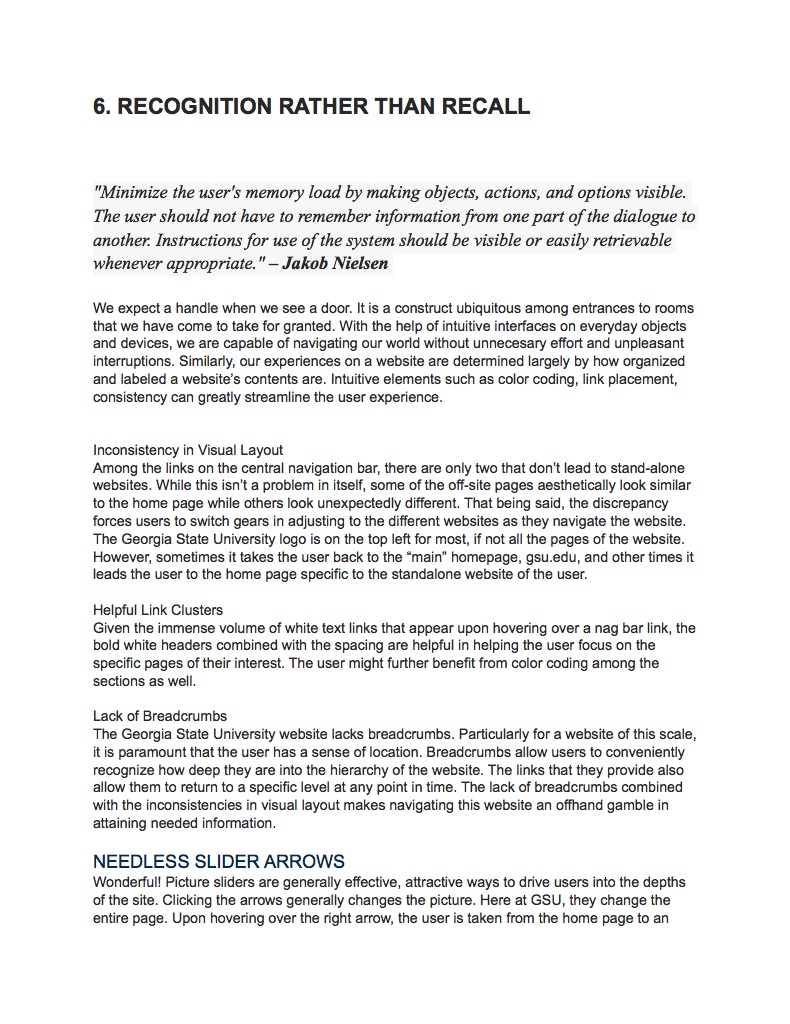 6. RECOGNITION RATHER THAN RECALL
"Minimize the user's memory load by making objects, actions, and options visible.
The user should not have to remember information from one part of the dialogue to
another. Instructions for use of the system should be visible or easily retrievable
whenever appropriate." – Jakob Nielsen
We expect a handle when we see a door. It is a construct ubiquitous among entrances to rooms
that we have come to take for granted. With the help of intuitive interfaces on everyday objects
and devices, we are capable of navigating our world without unnecesary effort and unpleasant
interruptions. Similarly, our experiences on a website are determined largely by how organized
and labeled a website’s contents are. Intuitive elements such as color coding, link placement,
consistency can greatly streamline the user experience.
Inconsistency in Visual Layout
Among the links on the central navigation bar, there are only two that don’t lead to stand-alone
websites. While this isn’t a problem in itself, some of the off-site pages aesthetically look similar
to the home page while others look unexpectedly different. That being said, the discrepancy
forces users to switch gears in adjusting to the different websites as they navigate the website.
The Georgia State University logo is on the top left for most, if not all the pages of the website.
However, sometimes it takes the user back to the “main” homepage, gsu.edu, and other times it
leads the user to the home page specific to the standalone website of the user.
Helpful Link Clusters
Given the immense volume of white text links that appear upon hovering over a nag bar link, the
bold white headers combined with the spacing are helpful in helping the user focus on the
specific pages of their interest. The user might further benefit from color coding among the
sections as well.
Lack of Breadcrumbs
The Georgia State University website lacks breadcrumbs. Particularly for a website of this scale,
it is paramount that the user has a sense of location. Breadcrumbs allow users to conveniently
recognize how deep they are into the hierarchy of the website. The links that they provide also
allow them to return to a specific level at any point in time. The lack of breadcrumbs combined
with the inconsistencies in visual layout makes navigating this website an offhand gamble in
attaining needed information.
NEEDLESS SLIDER ARROWS
Wonderful! Picture sliders are generally effective, attractive ways to drive users into the depths
of the site. Clicking the arrows generally changes the picture. Here at GSU, they change the
entire page. Upon hovering over the right arrow, the user is taken from the home page to an